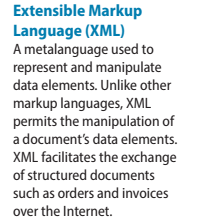 Extensible Markup
Language (XML)
A metalanguage used to
represent and manipulate
data elements. Unlike other
markup languages, XML
permits the manipulation of
a document's data elements.
XML facilitates the exchange
of structured documents
such as orders and invoices
over the Internet.